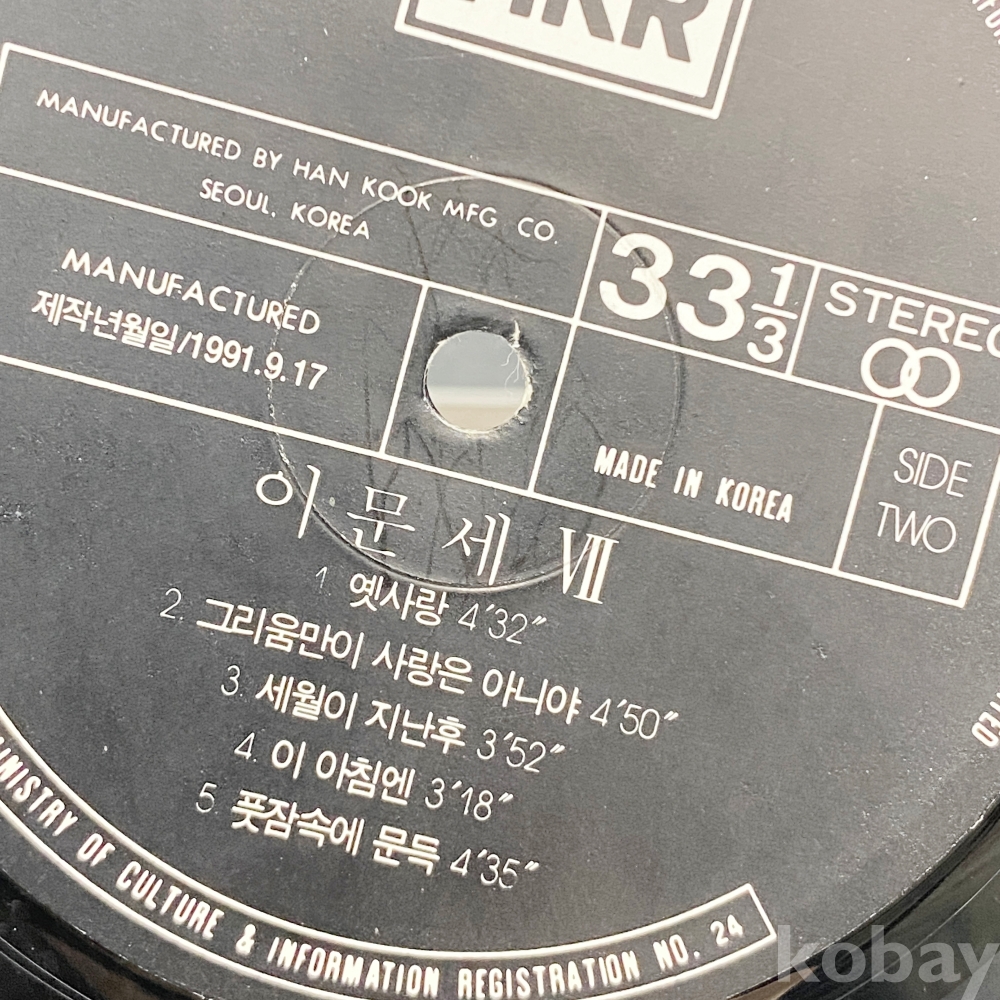 MANUFACTURED BY HAN KOOK MFG. CO.
SEOUL, KOREA
MANUFACTURED
제작년월일/1991.9.17
33 1/3
STEREO
MADE IN KOREA
SIDE
TWO
이 문 세 Ⅶ
1. 옛사랑 4'32"
2. 그리움만이 사랑은 아니야 4'50"
3. 세월이 지난후 3'52"
4. 이 아침엔 3'18"
5. 풋잠속에 문득 4'35"
MINISTRY OF CULTURE & INFORMATION REGISTRATION NO. 24
kobay